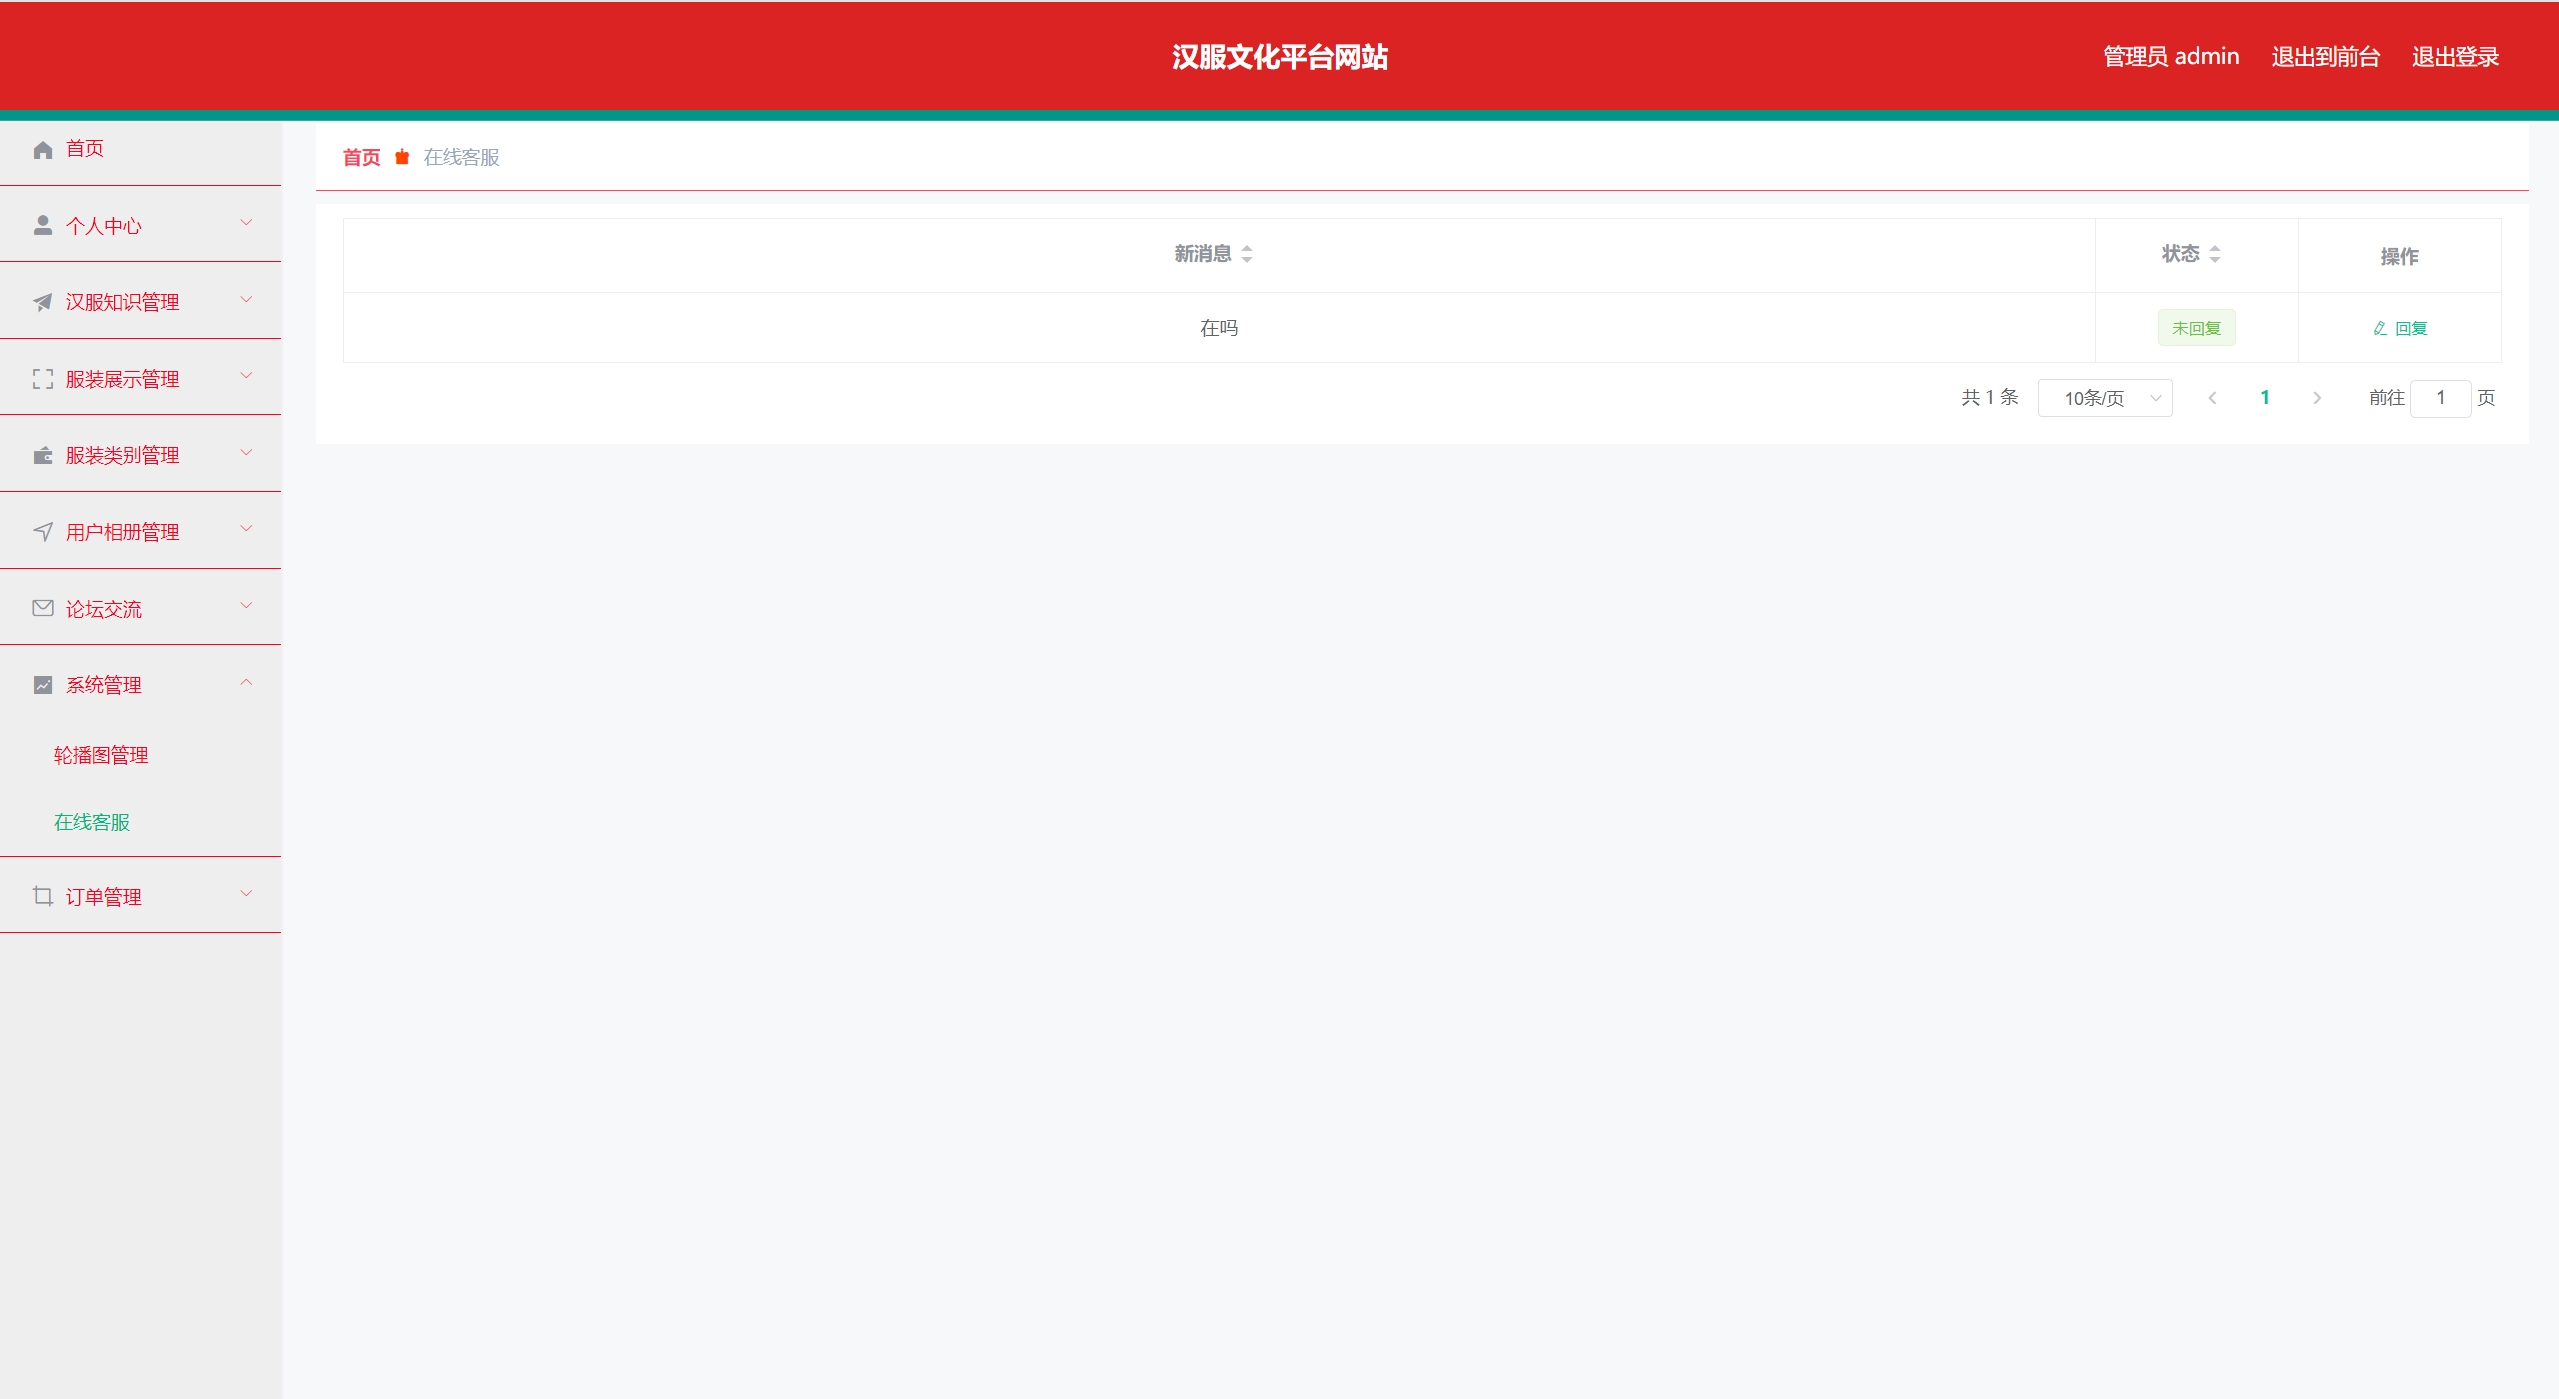 汉服文化平台网站
管理员 admin 退出到前台 退出登录
首页
个人中心
汉服知识管理
服装展示管理
服装类别管理
用户相册管理
论坛交流
系统管理
轮播图管理
在线客服
订单管理
首页 在线客服
新消息 状态 操作
在吗 未回复 回复
共 1 条 10条/页 1 前往 1 页